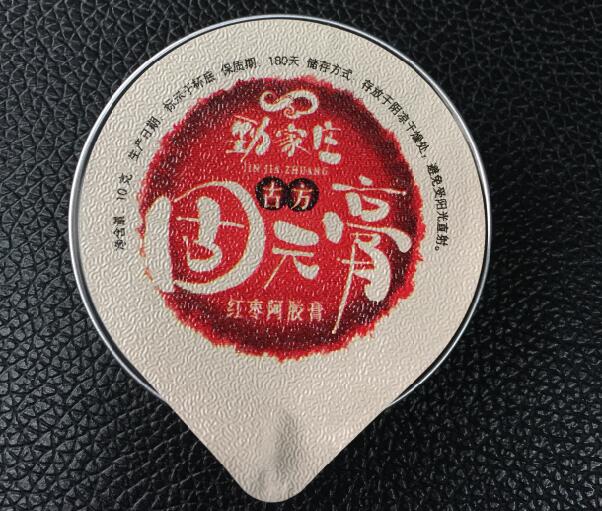 净含量 10克 生产日期：标示于杯底 保质期：180天 储存方式：存放于阴凉干燥处，避免受阳光直射。
劲家庄
JIN JIA ZHUANG
古方
固元膏
红枣阿胶膏